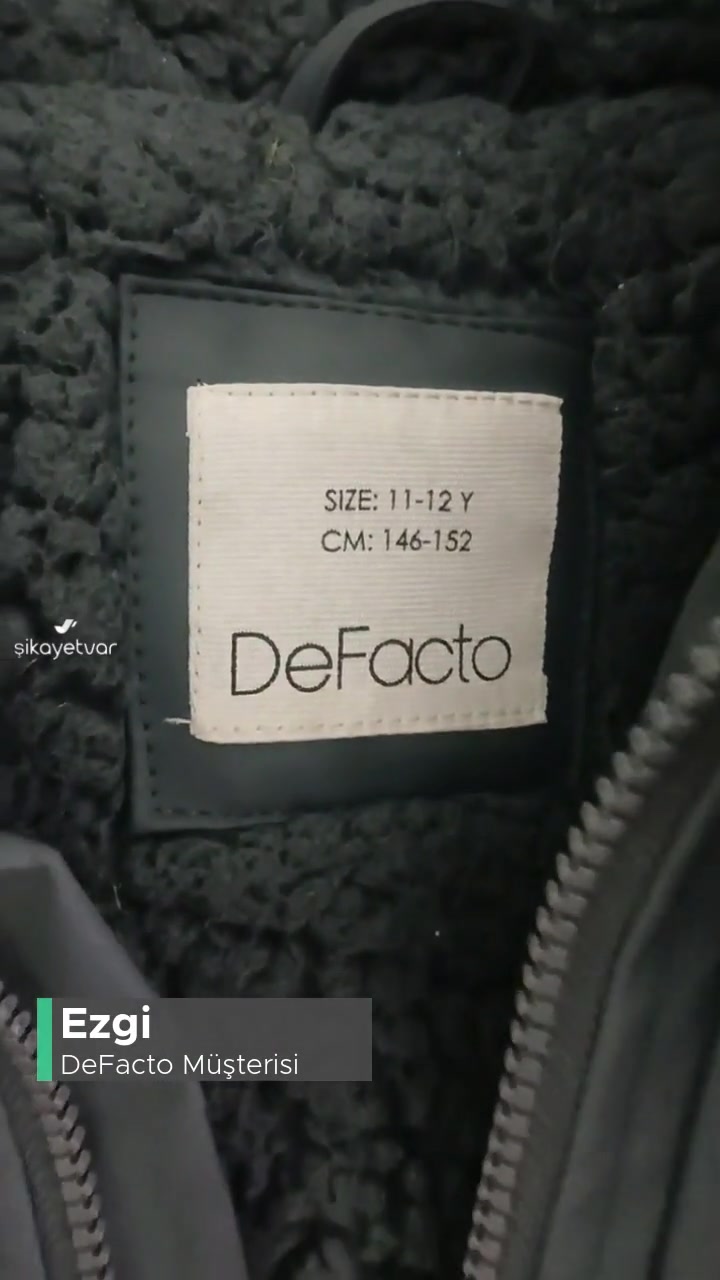 SIZE: 11-12 Y
CM: 146-152
şikayetvar
DeFacto
Ezgi
DeFacto Müşterisi